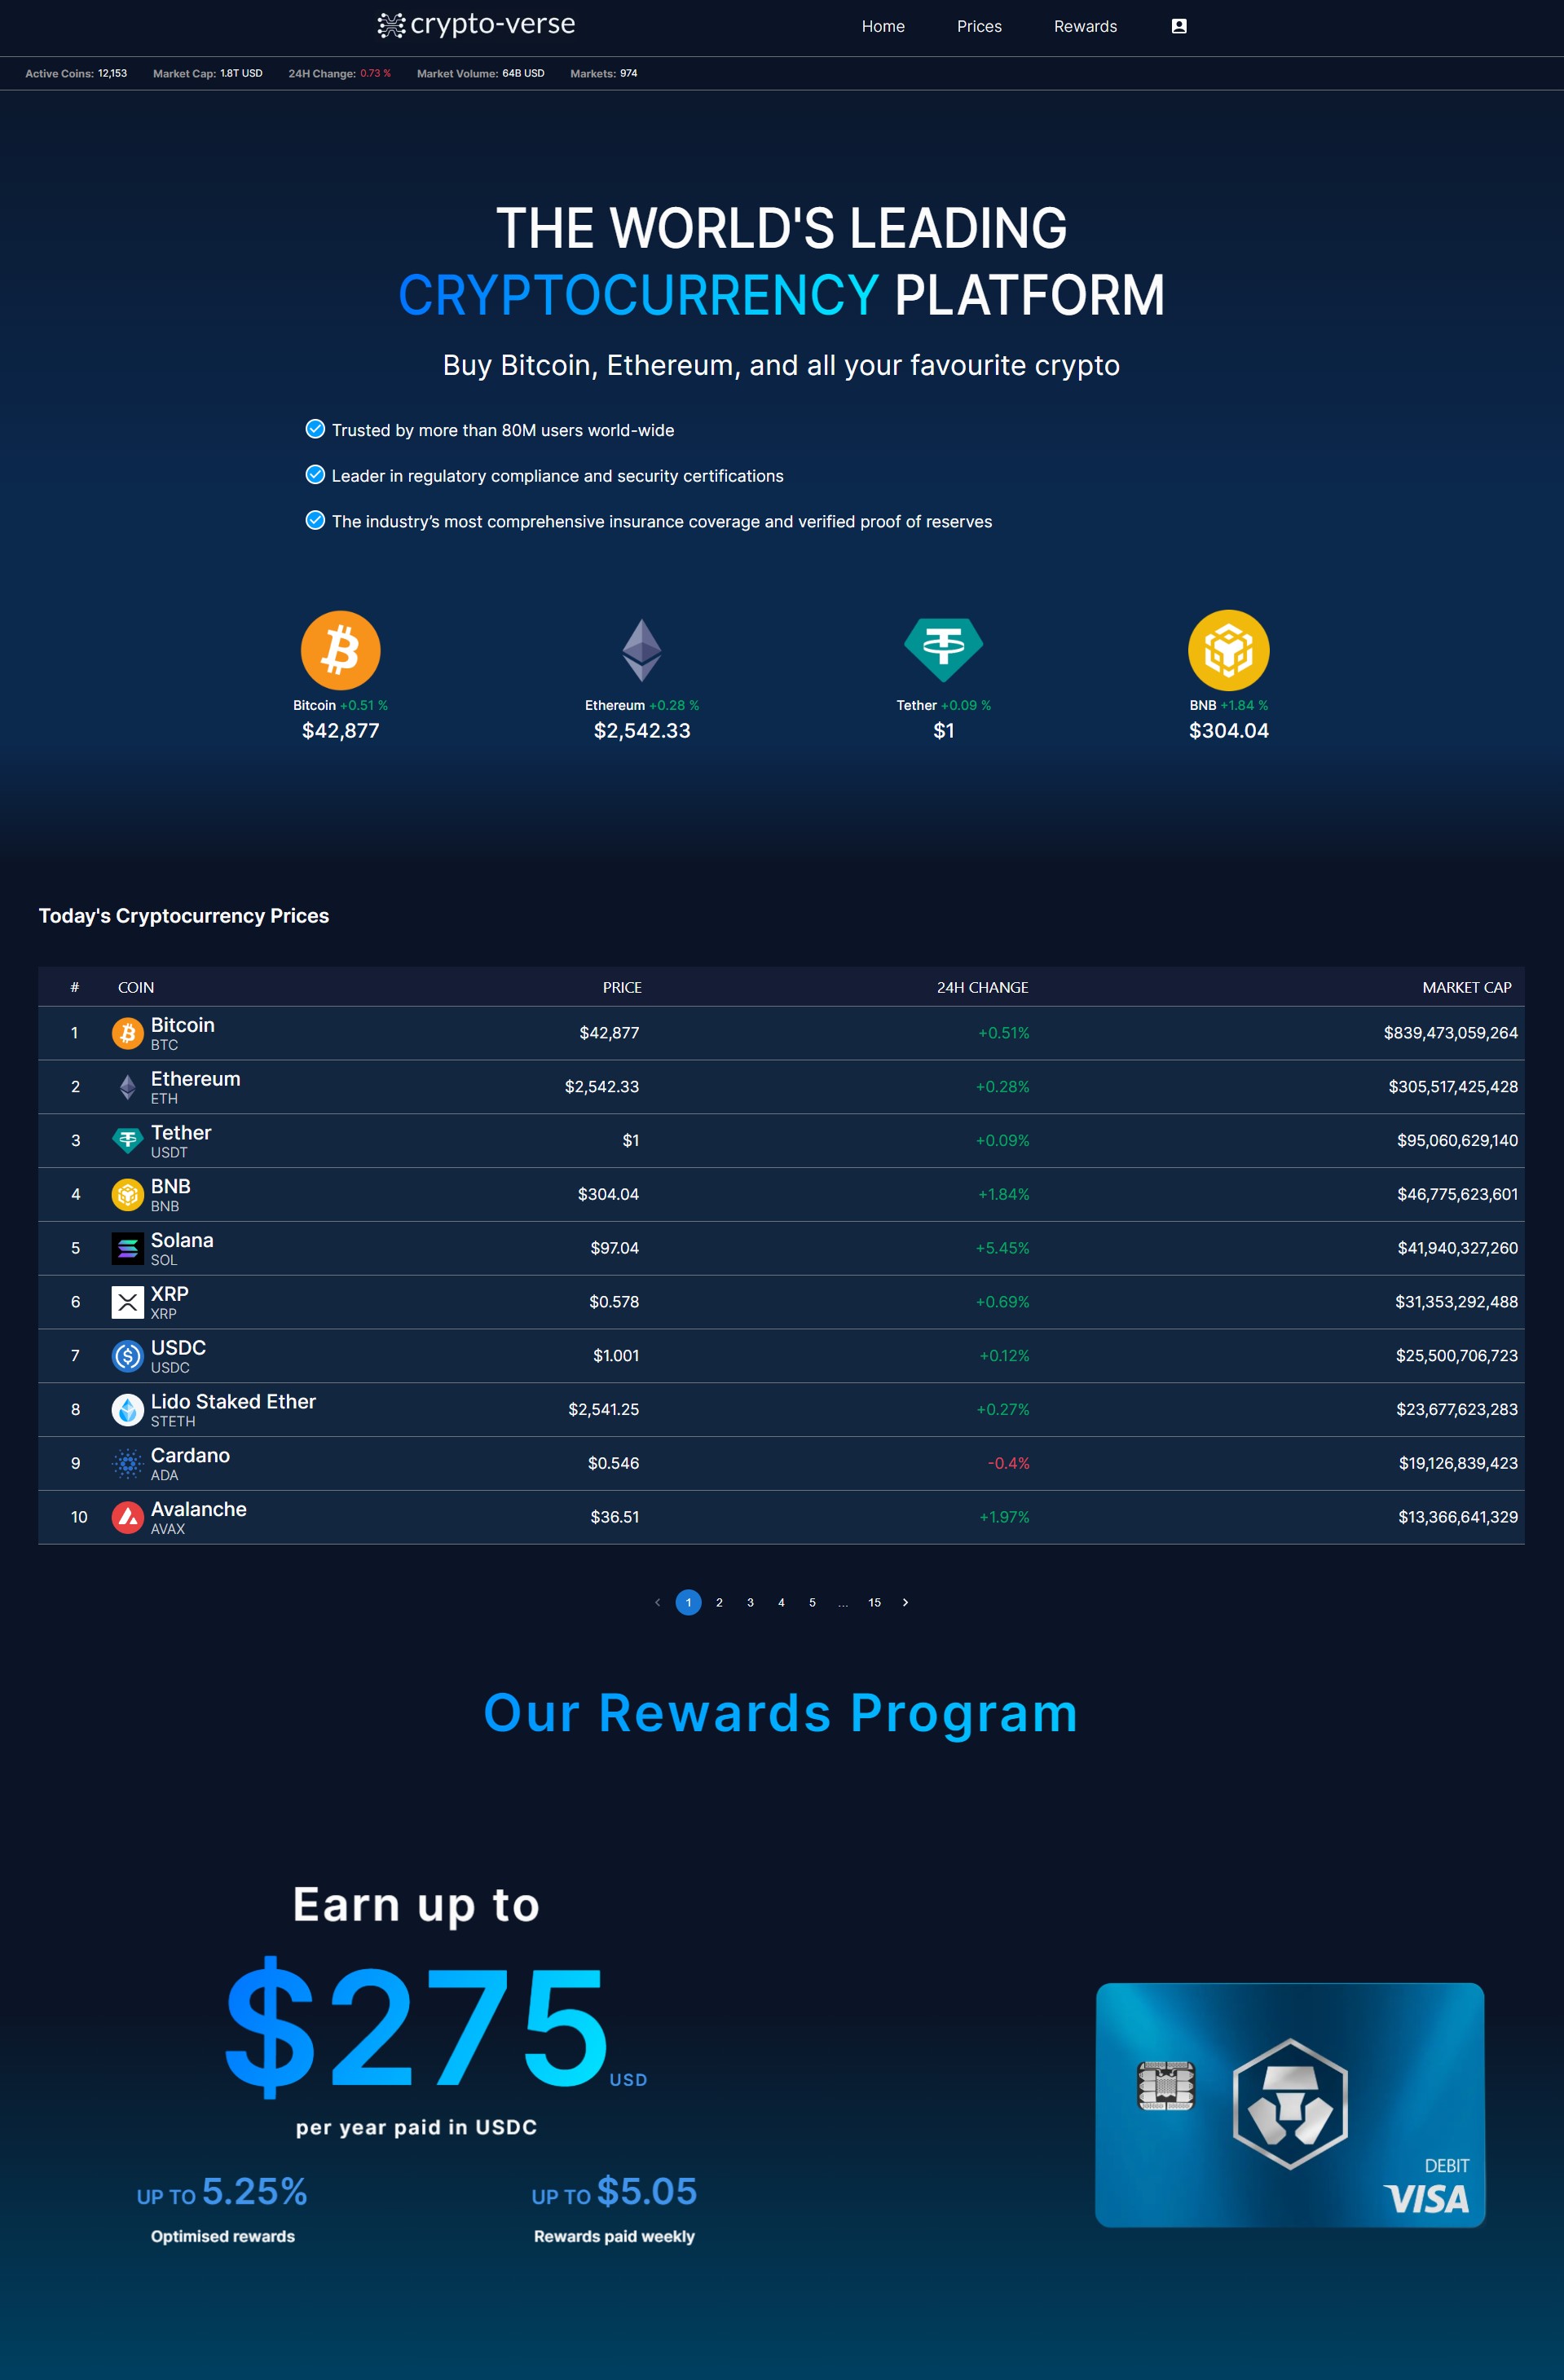 crypto-verse Home Prices Rewards
Active Coins: 12,153 Market Cap: 1.8T USD 24H Change: 0.73 % Market Volume: 64B USD Markets: 974
THE WORLD'S LEADING
CRYPTOCURRENCY PLATFORM
Buy Bitcoin, Ethereum, and all your favourite crypto
Trusted by more than 80M users world-wide
Leader in regulatory compliance and security certifications
The industry’s most comprehensive insurance coverage and verified proof of reserves
Bitcoin +0.51 % Ethereum +0.28 % Tether +0.09 % BNB +1.84 %
$42,877 $2,542.33 $1 $304.04
Today's Cryptocurrency Prices
# COIN PRICE 24H CHANGE MARKET CAP
1 Bitcoin $42,877 +0.51% $839,473,059,264
BTC
2 Ethereum $2,542.33 +0.28% $305,517,425,428
ETH
3 Tether $1 +0.09% $95,060,629,140
USDT
4 BNB $304.04 +1.84% $46,775,623,601
BNB
5 Solana $97.04 +5.45% $41,940,327,260
SOL
6 XRP $0.578 +0.69% $31,353,292,488
XRP
7 USDC $1.001 +0.12% $25,500,706,723
USDC
8 Lido Staked Ether $2,541.25 +0.27% $23,677,623,283
STETH
9 Cardano $0.546 -0.4% $19,126,839,423
ADA
10 Avalanche $36.51 +1.97% $13,366,641,329
AVAX
1 2 3 4 5 ... 15
Our Rewards Program
Earn up to
$275 USD
per year paid in USDC
UP TO 5.25% UP TO $5.05
Optimised rewards Rewards paid weekly
DEBIT
VISA